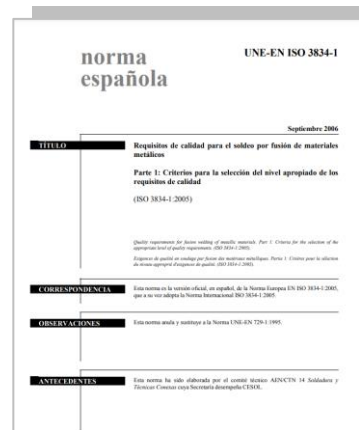 norma
española
UNE-EN ISO 3834-1
Septiembre 2006
TÍTULO
Requisitos de calidad para el soldeo por fusión de materiales
metálicos
Parte 1: Criterios para la selección del nivel apropiado de los
requisitos de calidad
(ISO 3834-1:2005)
Quality requirements for fusion welding of metallic materials. Part 1: Criteria for the selection of the
appropriate level of quality requirements. (ISO 3834-1:2005).
Exigences de qualité en soudage par fusion des matériaux métalliques. Partie 1: Critères pour la sélection
du niveau approprié d'exigences de qualité. (ISO 3834-1:2005).
CORRESPONDENCIA
Esta norma es la versión oficial, en español, de la Norma Europea EN ISO 3834-1:2005,
que a su vez adopta la Norma Internacional ISO 3834-1:2005.
OBSERVACIONES
Esta norma anula y sustituye a la Norma UNE-EN 729-1:1995.
ANTECEDENTES
Esta norma ha sido elaborada por el comité técnico AEN/CTN 14 Soldadura y
Técnicas Conexas cuya Secretaría desempeña CESOL.